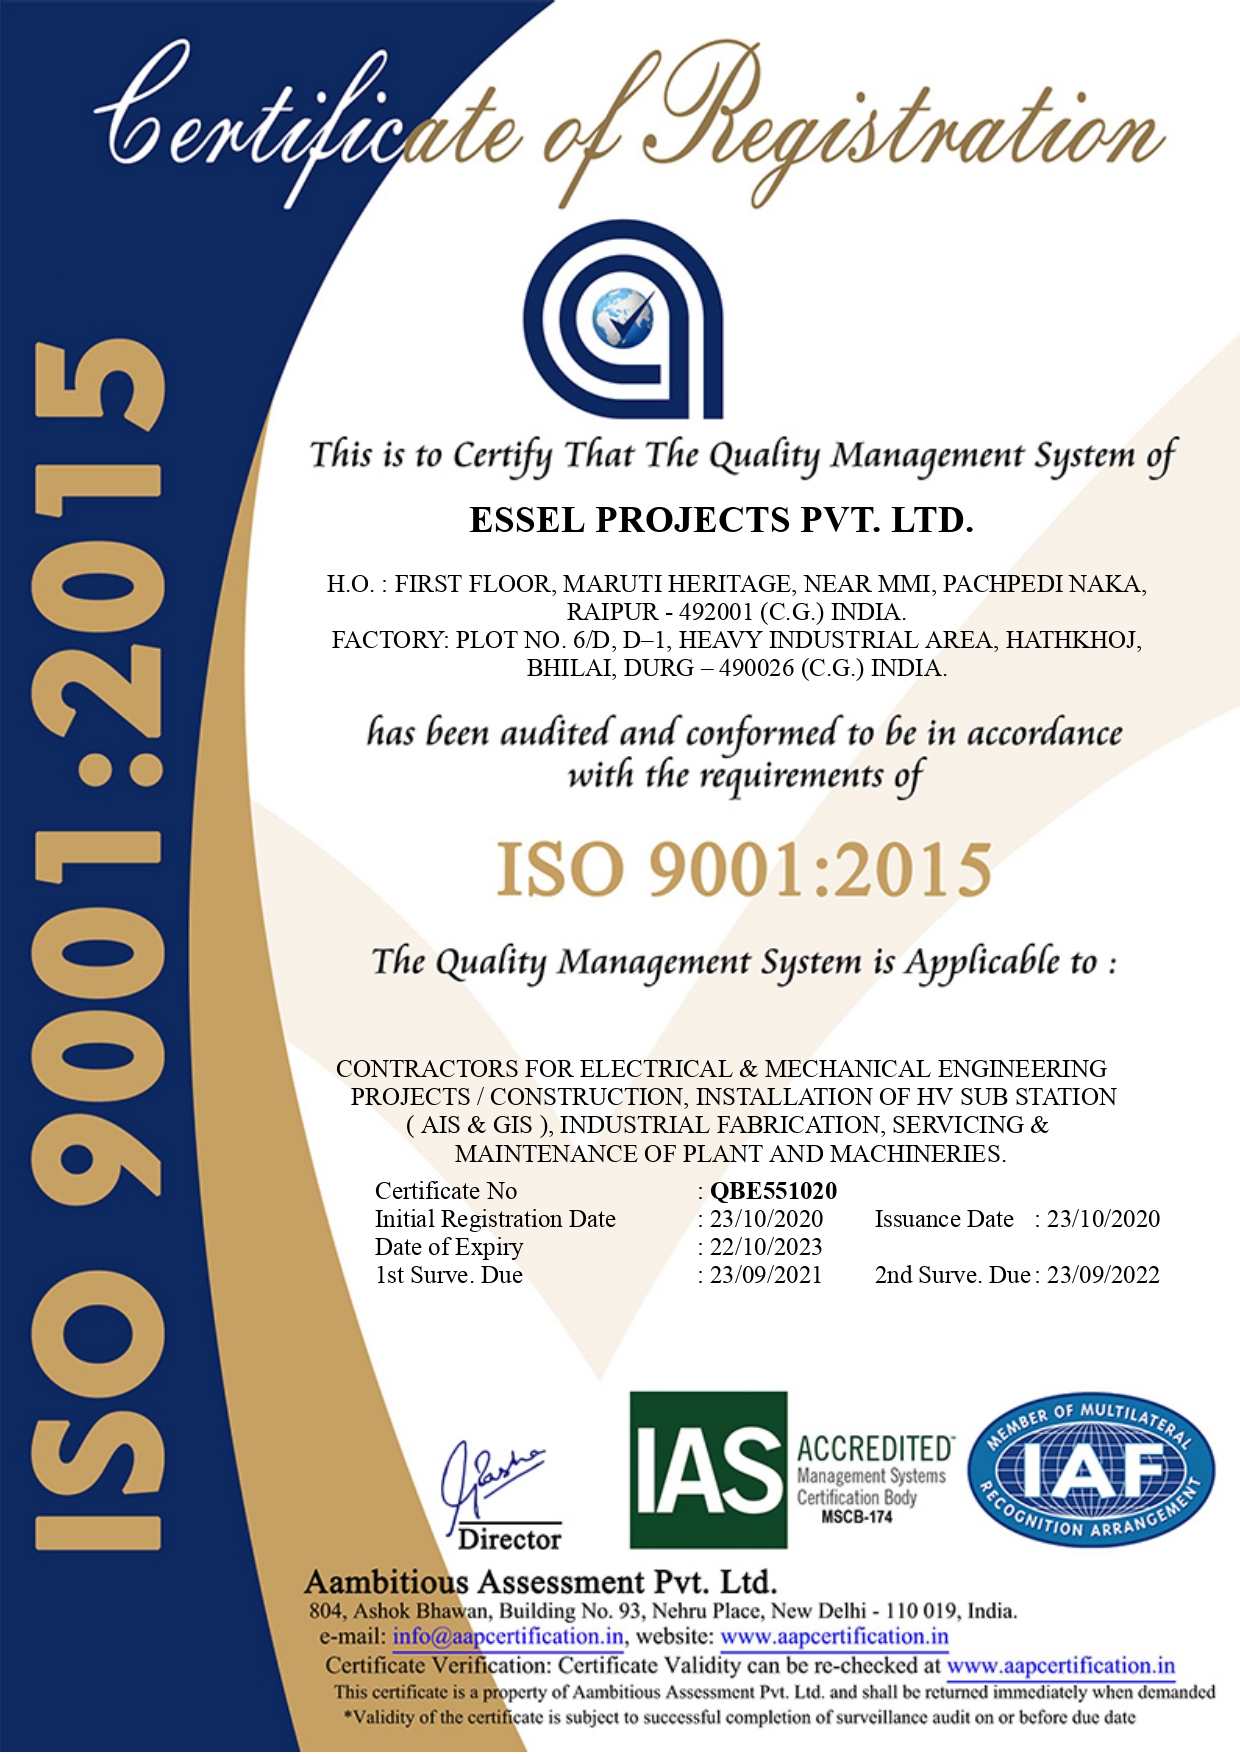 Certificate of Registration
ISO 9001:2015
This is to Certify That The Quality Management System of
ESSEL PROJECTS PVT. LTD.
H.O. : FIRST FLOOR, MARUTI HERITAGE, NEAR MMI, PACHPEDI NAKA,
RAIPUR - 492001 (C.G.) INDIA.
FACTORY: PLOT NO. 6/D, D–1, HEAVY INDUSTRIAL AREA, HATHKHOJ,
BHILAI, DURG – 490026 (C.G.) INDIA.
has been audited and conformed to be in accordance
with the requirements of
ISO 9001:2015
The Quality Management System is Applicable to :
CONTRACTORS FOR ELECTRICAL & MECHANICAL ENGINEERING
PROJECTS / CONSTRUCTION, INSTALLATION OF HV SUB STATION
( AIS & GIS ), INDUSTRIAL FABRICATION, SERVICING &
MAINTENANCE OF PLANT AND MACHINERIES.
Certificate No : QBE551020
Initial Registration Date : 23/10/2020 Issuance Date : 23/10/2020
Date of Expiry : 22/10/2023
1st Surve. Due : 23/09/2021 2nd Surve. Due : 23/09/2022
Director
IAS ACCREDITED™
Management Systems
Certification Body
MSCB-174
MEMBER OF MULTILATERAL
IAF
RECOGNITION ARRANGEMENT
Aambitious Assessment Pvt. Ltd.
804, Ashok Bhawan, Building No. 93, Nehru Place, New Delhi - 110 019, India.
e-mail: info@aapcertification.in, website: www.aapcertification.in
Certificate Verification: Certificate Validity can be re-checked at www.aapcertification.in
This certificate is a property of Aambitious Assessment Pvt. Ltd. and shall be returned immediately when demanded
*Validity of the certificate is subject to successful completion of surveillance audit on or before due date